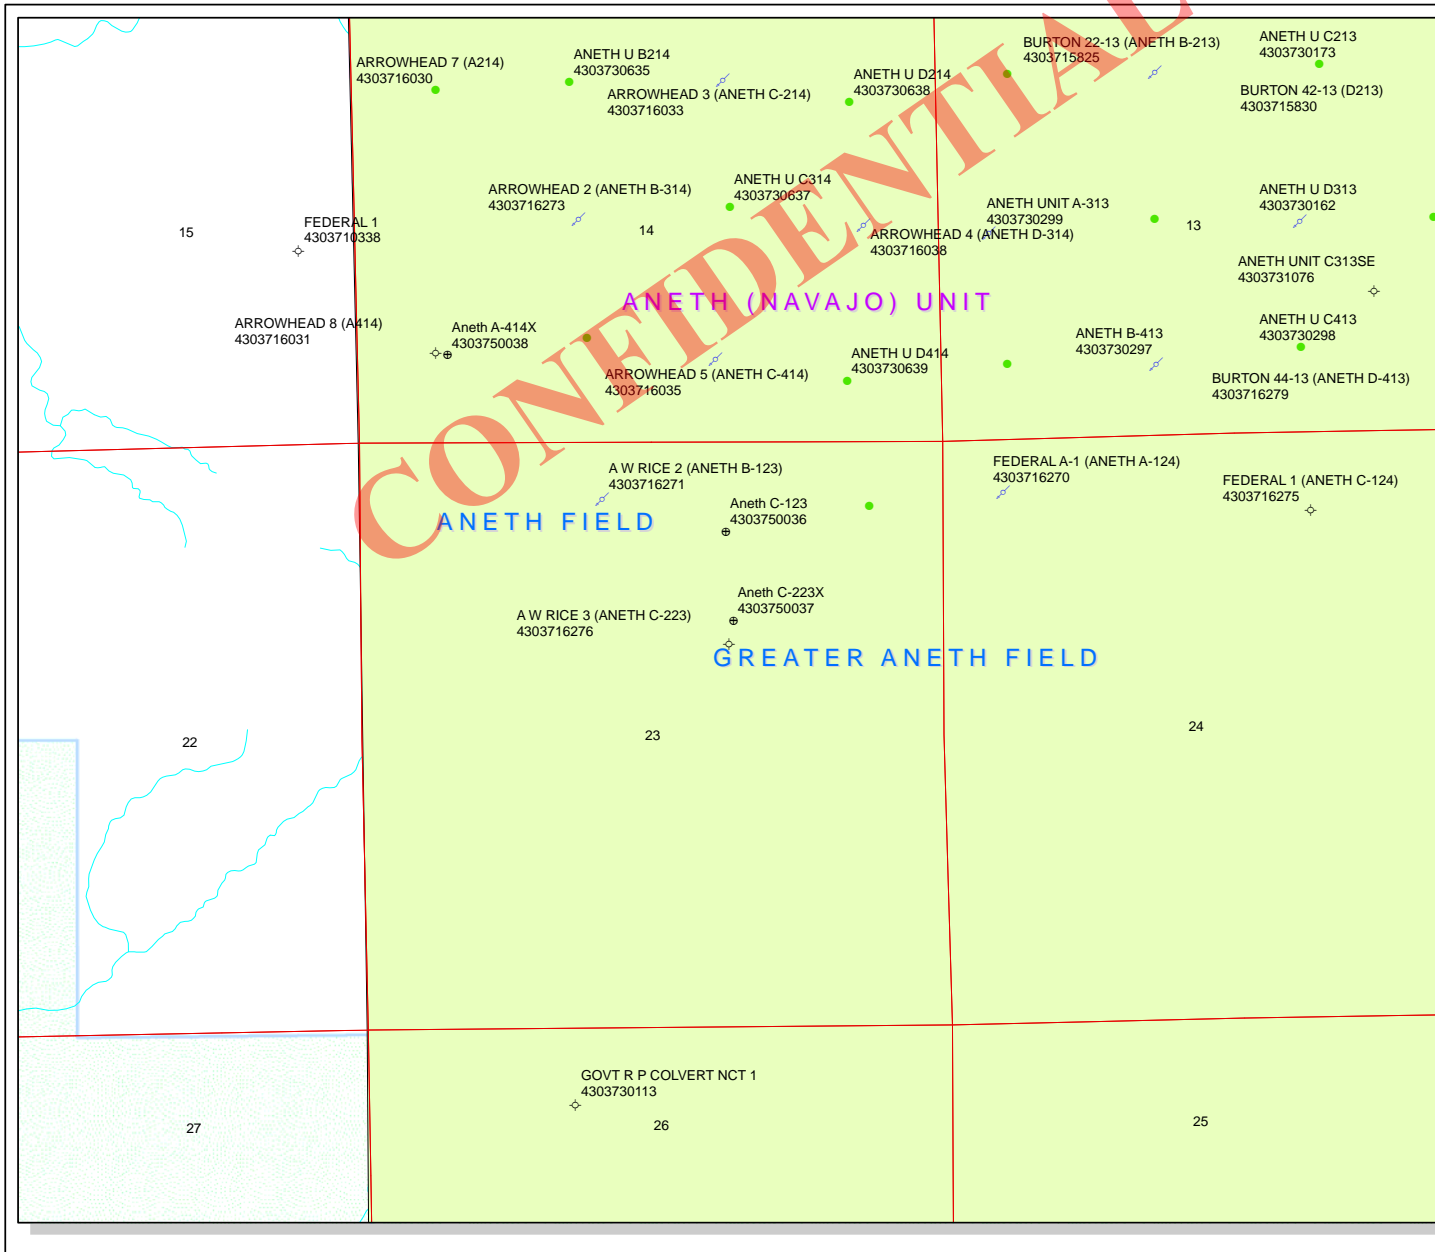 CONFIDENTIAL
ARROWHEAD 7 (A214)
4303716030
ANETH U B214
4303730635
ARROWHEAD 3 (ANETH C-214)
4303716033
ANETH U D214
4303730638
BURTON 22-13 (ANETH B-213)
4303715825
ANETH U C213
4303730173
BURTON 42-13 (D213)
4303715830
ARROWHEAD 2 (ANETH B-314)
4303716273
ANETH U C314
4303730637
ARROWHEAD 4 (ANETH D-314)
4303716038
ANETH UNIT A-313
4303730299
ANETH U D313
4303730162
15
FEDERAL 1
4303710338
14
13
ANETH UNIT C313SE
4303731076
ANETH (NAVAJO) UNIT
ARROWHEAD 8 (A414)
4303716031
Aneth A-414X
4303750038
ARROWHEAD 5 (ANETH C-414)
4303716035
ANETH U D414
4303730639
ANETH B-413
4303730297
ANETH U C413
4303730298
BURTON 44-13 (ANETH D-413)
4303716279
A W RICE 2 (ANETH B-123)
4303716271
Aneth C-123
4303750036
FEDERAL A-1 (ANETH A-124)
4303716270
FEDERAL 1 (ANETH C-124)
4303716275
ANETH FIELD
Aneth C-223X
4303750037
A W RICE 3 (ANETH C-223)
4303716276
GREATER ANETH FIELD
22
23
24
GOVT R P COLVERT NCT 1
4303730113
27
26
25